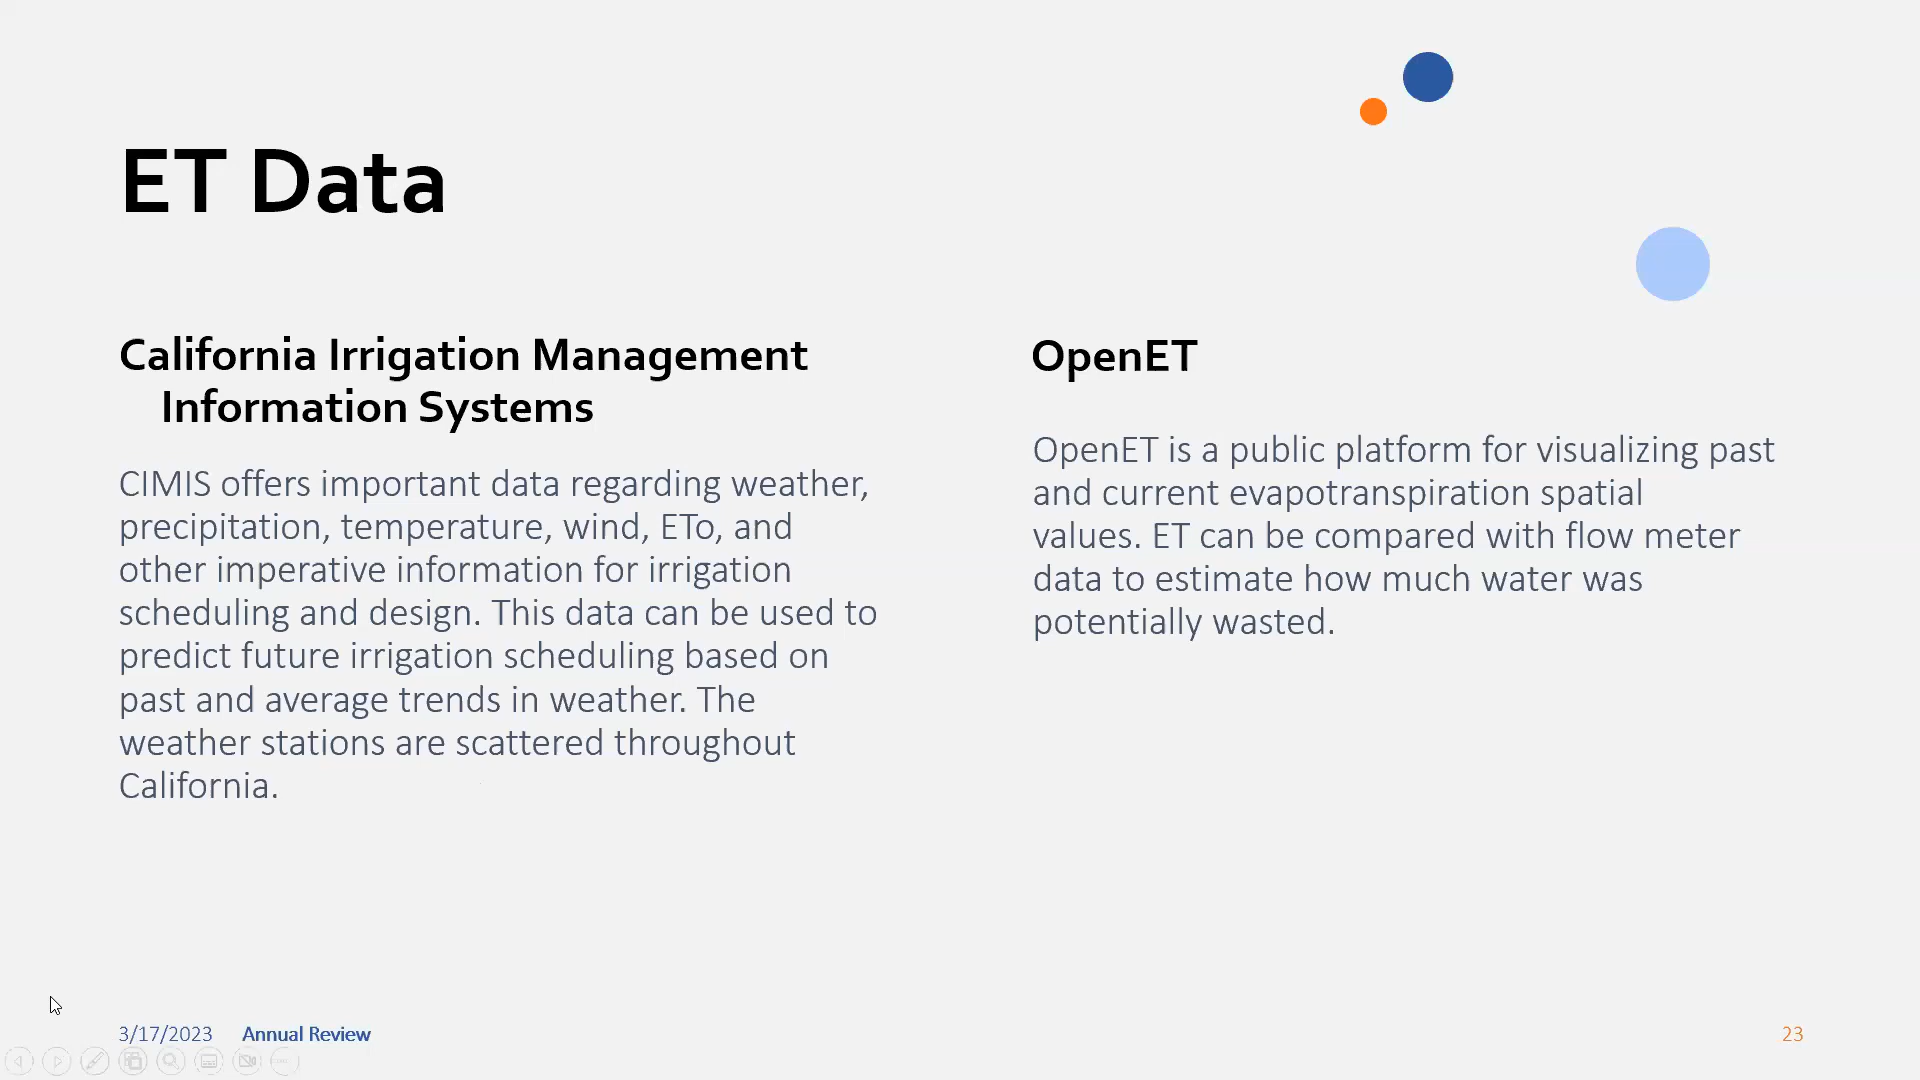 ET Data
California Irrigation Management
Information Systems
CIMIS offers important data regarding weather,
precipitation, temperature, wind, ETo, and
other imperative information for irrigation
scheduling and design. This data can be used to
predict future irrigation scheduling based on
past and average trends in weather. The
weather stations are scattered throughout
California.
OpenET
OpenET is a public platform for visualizing past
and current evapotranspiration spatial
values. ET can be compared with flow meter
data to estimate how much water was
potentially wasted.
3/17/2023 Annual Review
23